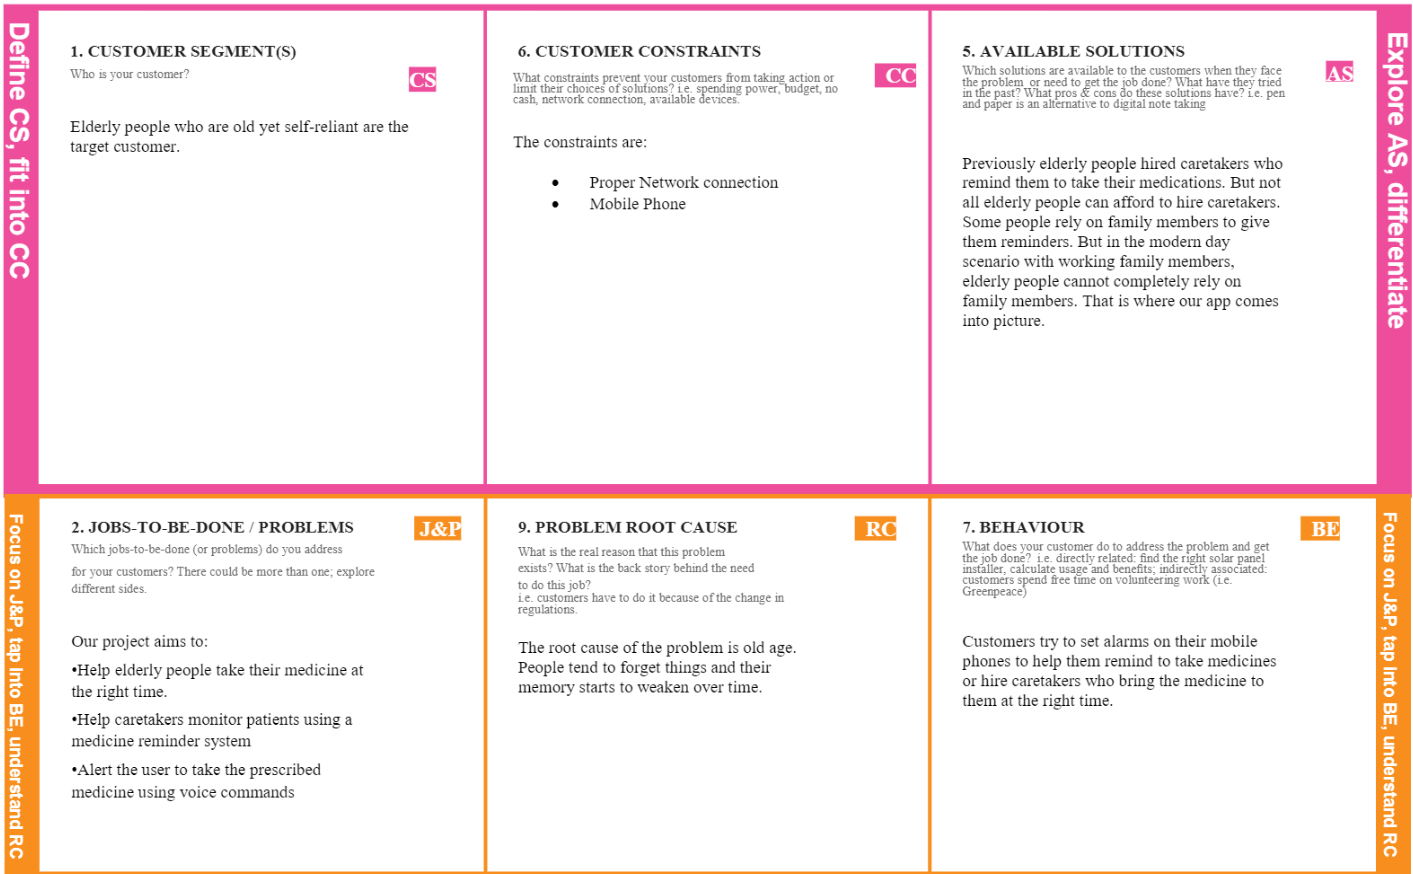 Define CS, fit into CC
1. CUSTOMER SEGMENT(S)
Who is your customer?
CS
Elderly people who are old yet self-reliant are the
target customer.
6. CUSTOMER CONSTRAINTS
What constraints prevent your customers from taking action or
limit their choices of solutions? i.e. spending power, budget, no
cash, network connection, available devices.
CC
The constraints are:
• Proper Network connection
• Mobile Phone
5. AVAILABLE SOLUTIONS
Which solutions are available to the customers when they face
the problem or need to get the job done? What have they tried
in the past? What pros & cons do these solutions have? i.e. pen
and paper is an alternative to digital note taking
AS
Previously elderly people hired caretakers who
remind them to take their medications. But not
all elderly people can afford to hire caretakers.
Some people rely on family members to give
them reminders. But in the modern day
scenario with working family members,
elderly people cannot completely rely on
family members. That is where our app comes
into picture.
Explore AS, differentiate
Focus on J&P, tap into BE, understand RC
2. JOBS-TO-BE-DONE / PROBLEMS
Which jobs-to-be-done (or problems) do you address
for your customers? There could be more than one; explore
different sides.
J&P
Our project aims to:
•Help elderly people take their medicine at
the right time.
•Help caretakers monitor patients using a
medicine reminder system
•Alert the user to take the prescribed
medicine using voice commands
9. PROBLEM ROOT CAUSE
What is the real reason that this problem
exists? What is the back story behind the need
to do this job?
i.e. customers have to do it because of the change in
regulations.
RC
The root cause of the problem is old age.
People tend to forget things and their
memory starts to weaken over time.
7. BEHAVIOUR
What does your customer do to address the problem and get
the job done? i.e. directly related: find the right solar panel
installer, calculate usage and benefits; indirectly associated:
customers spend free time on volunteering work (i.e.
Greenpeace)
BE
Customers try to set alarms on their mobile
phones to help them remind to take medicines
or hire caretakers who bring the medicine to
them at the right time.
Focus on J&P, tap into BE, understand RC